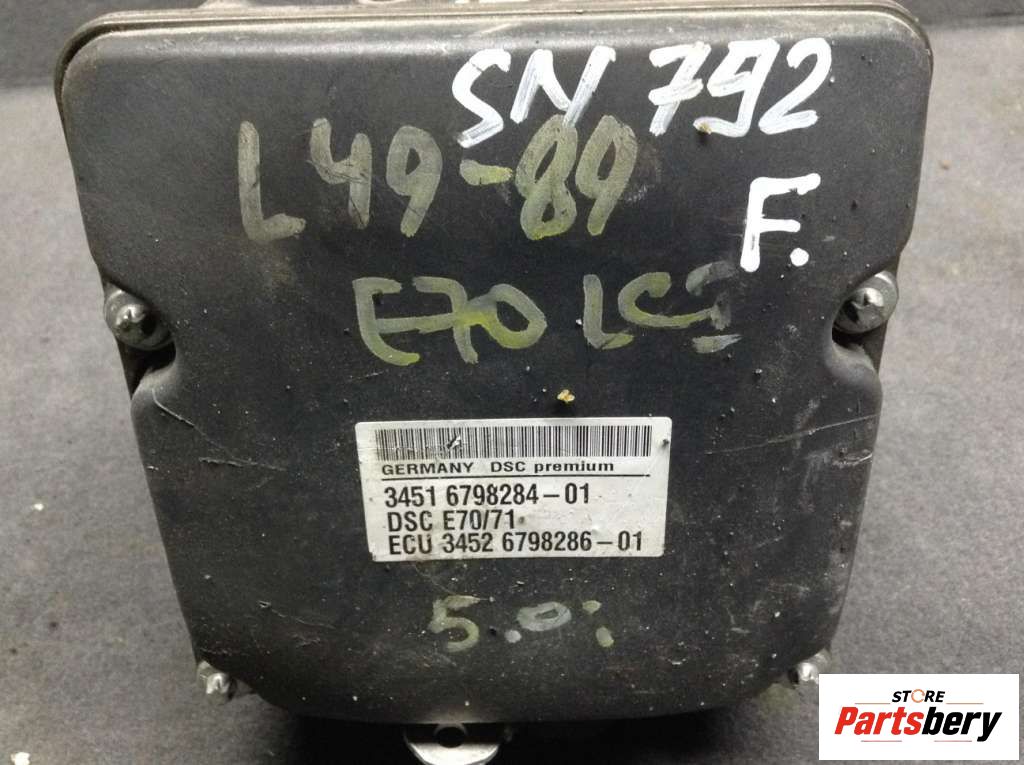 SN 792
L49-89
F.
E70 LCI
GERMANY DSC premium
3451 6798284-01
DSC E70/71
ECU 3452 6798286-01
5.0i
STORE
Partsbery